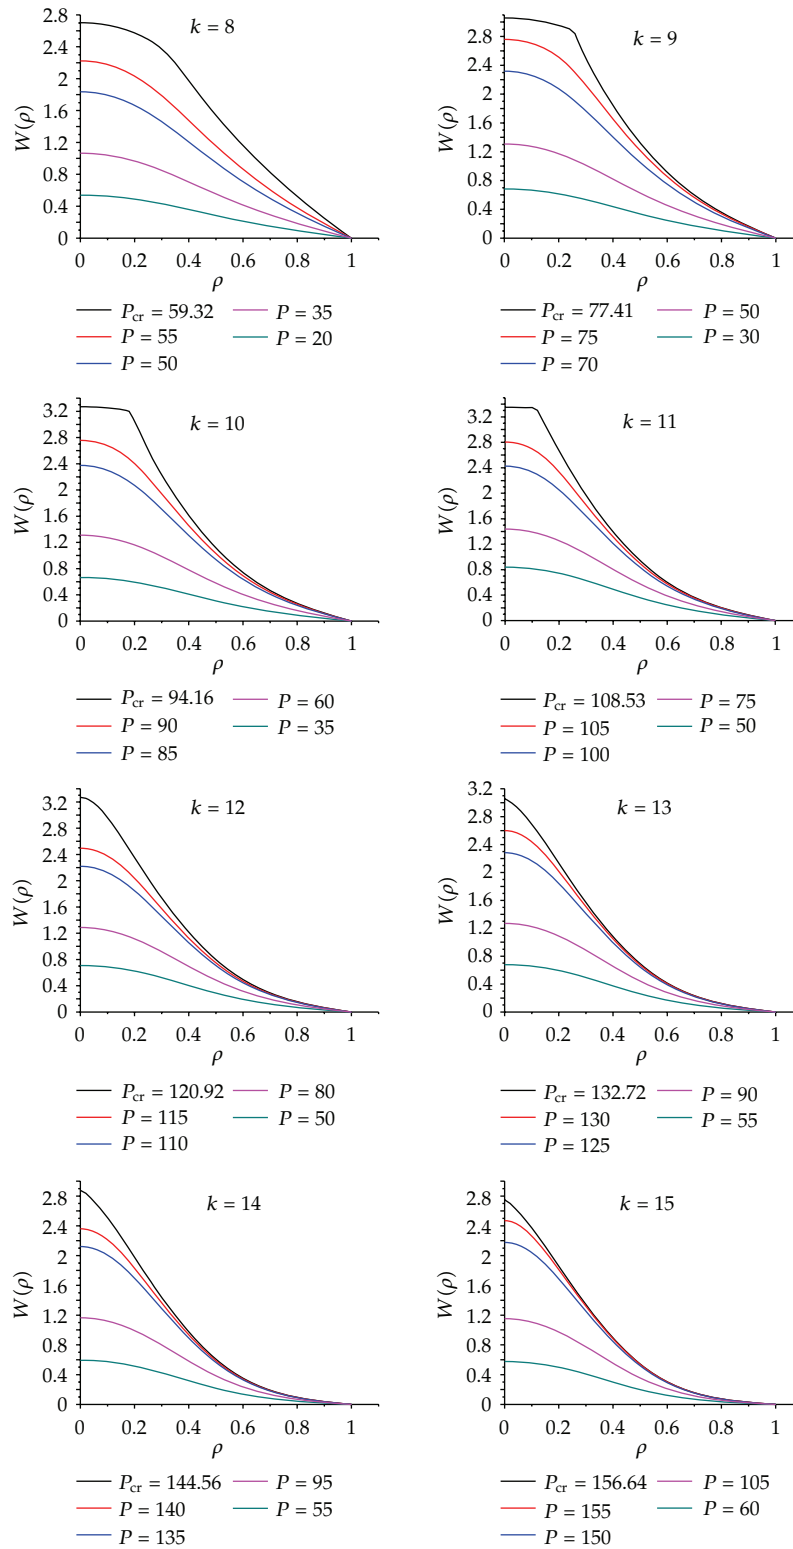 k = 8
W(ρ)
2.8
2.4
2
1.6
1.2
0.8
0.4
0
0 0.2 0.4 0.6 0.8 1
ρ
P_cr = 59.32 P = 35
P = 55 P = 20
P = 50
k = 9
W(ρ)
2.8
2.4
2
1.6
1.2
0.8
0.4
0
0 0.2 0.4 0.6 0.8 1
ρ
P_cr = 77.41 P = 50
P = 75 P = 30
P = 70
k = 10
W(ρ)
3.2
2.8
2.4
2
1.6
1.2
0.8
0.4
0
0 0.2 0.4 0.6 0.8 1
ρ
P_cr = 94.16 P = 60
P = 90 P = 35
P = 85
k = 11
W(ρ)
3.2
2.8
2.4
2
1.6
1.2
0.8
0.4
0
0 0.2 0.4 0.6 0.8 1
ρ
P_cr = 108.53 P = 75
P = 105 P = 50
P = 100
k = 12
W(ρ)
3.2
2.8
2.4
2
1.6
1.2
0.8
0.4
0
0 0.2 0.4 0.6 0.8 1
ρ
P_cr = 120.92 P = 80
P = 115 P = 50
P = 110
k = 13
W(ρ)
3.2
2.8
2.4
2
1.6
1.2
0.8
0.4
0
0 0.2 0.4 0.6 0.8 1
ρ
P_cr = 132.72 P = 90
P = 130 P = 55
P = 125
k = 14
W(ρ)
2.8
2.4
2
1.6
1.2
0.8
0.4
0
0 0.2 0.4 0.6 0.8 1
ρ
P_cr = 144.56 P = 95
P = 140 P = 55
P = 135
k = 15
W(ρ)
2.8
2.4
2
1.6
1.2
0.8
0.4
0
0 0.2 0.4 0.6 0.8 1
ρ
P_cr = 156.64 P = 105
P = 155 P = 60
P = 150